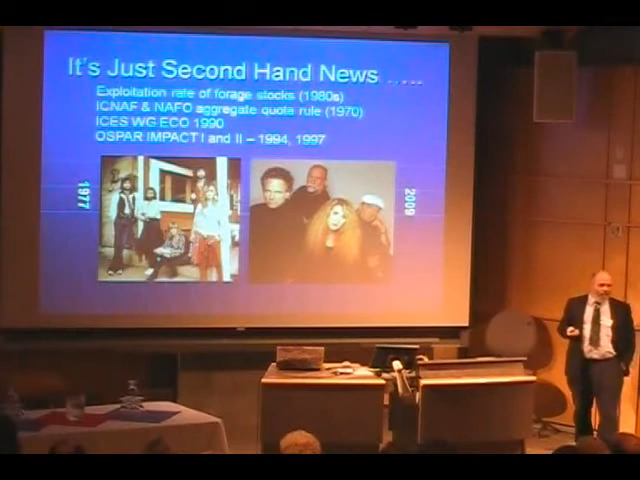 It's Just Second Hand News .....
Exploitation rate of forage stocks (1980s)
ICNAF & NAFO aggregate quota rule (1970)
ICES WG ECO 1990
OSPAR IMPACT I and II – 1994, 1997
1977
2009